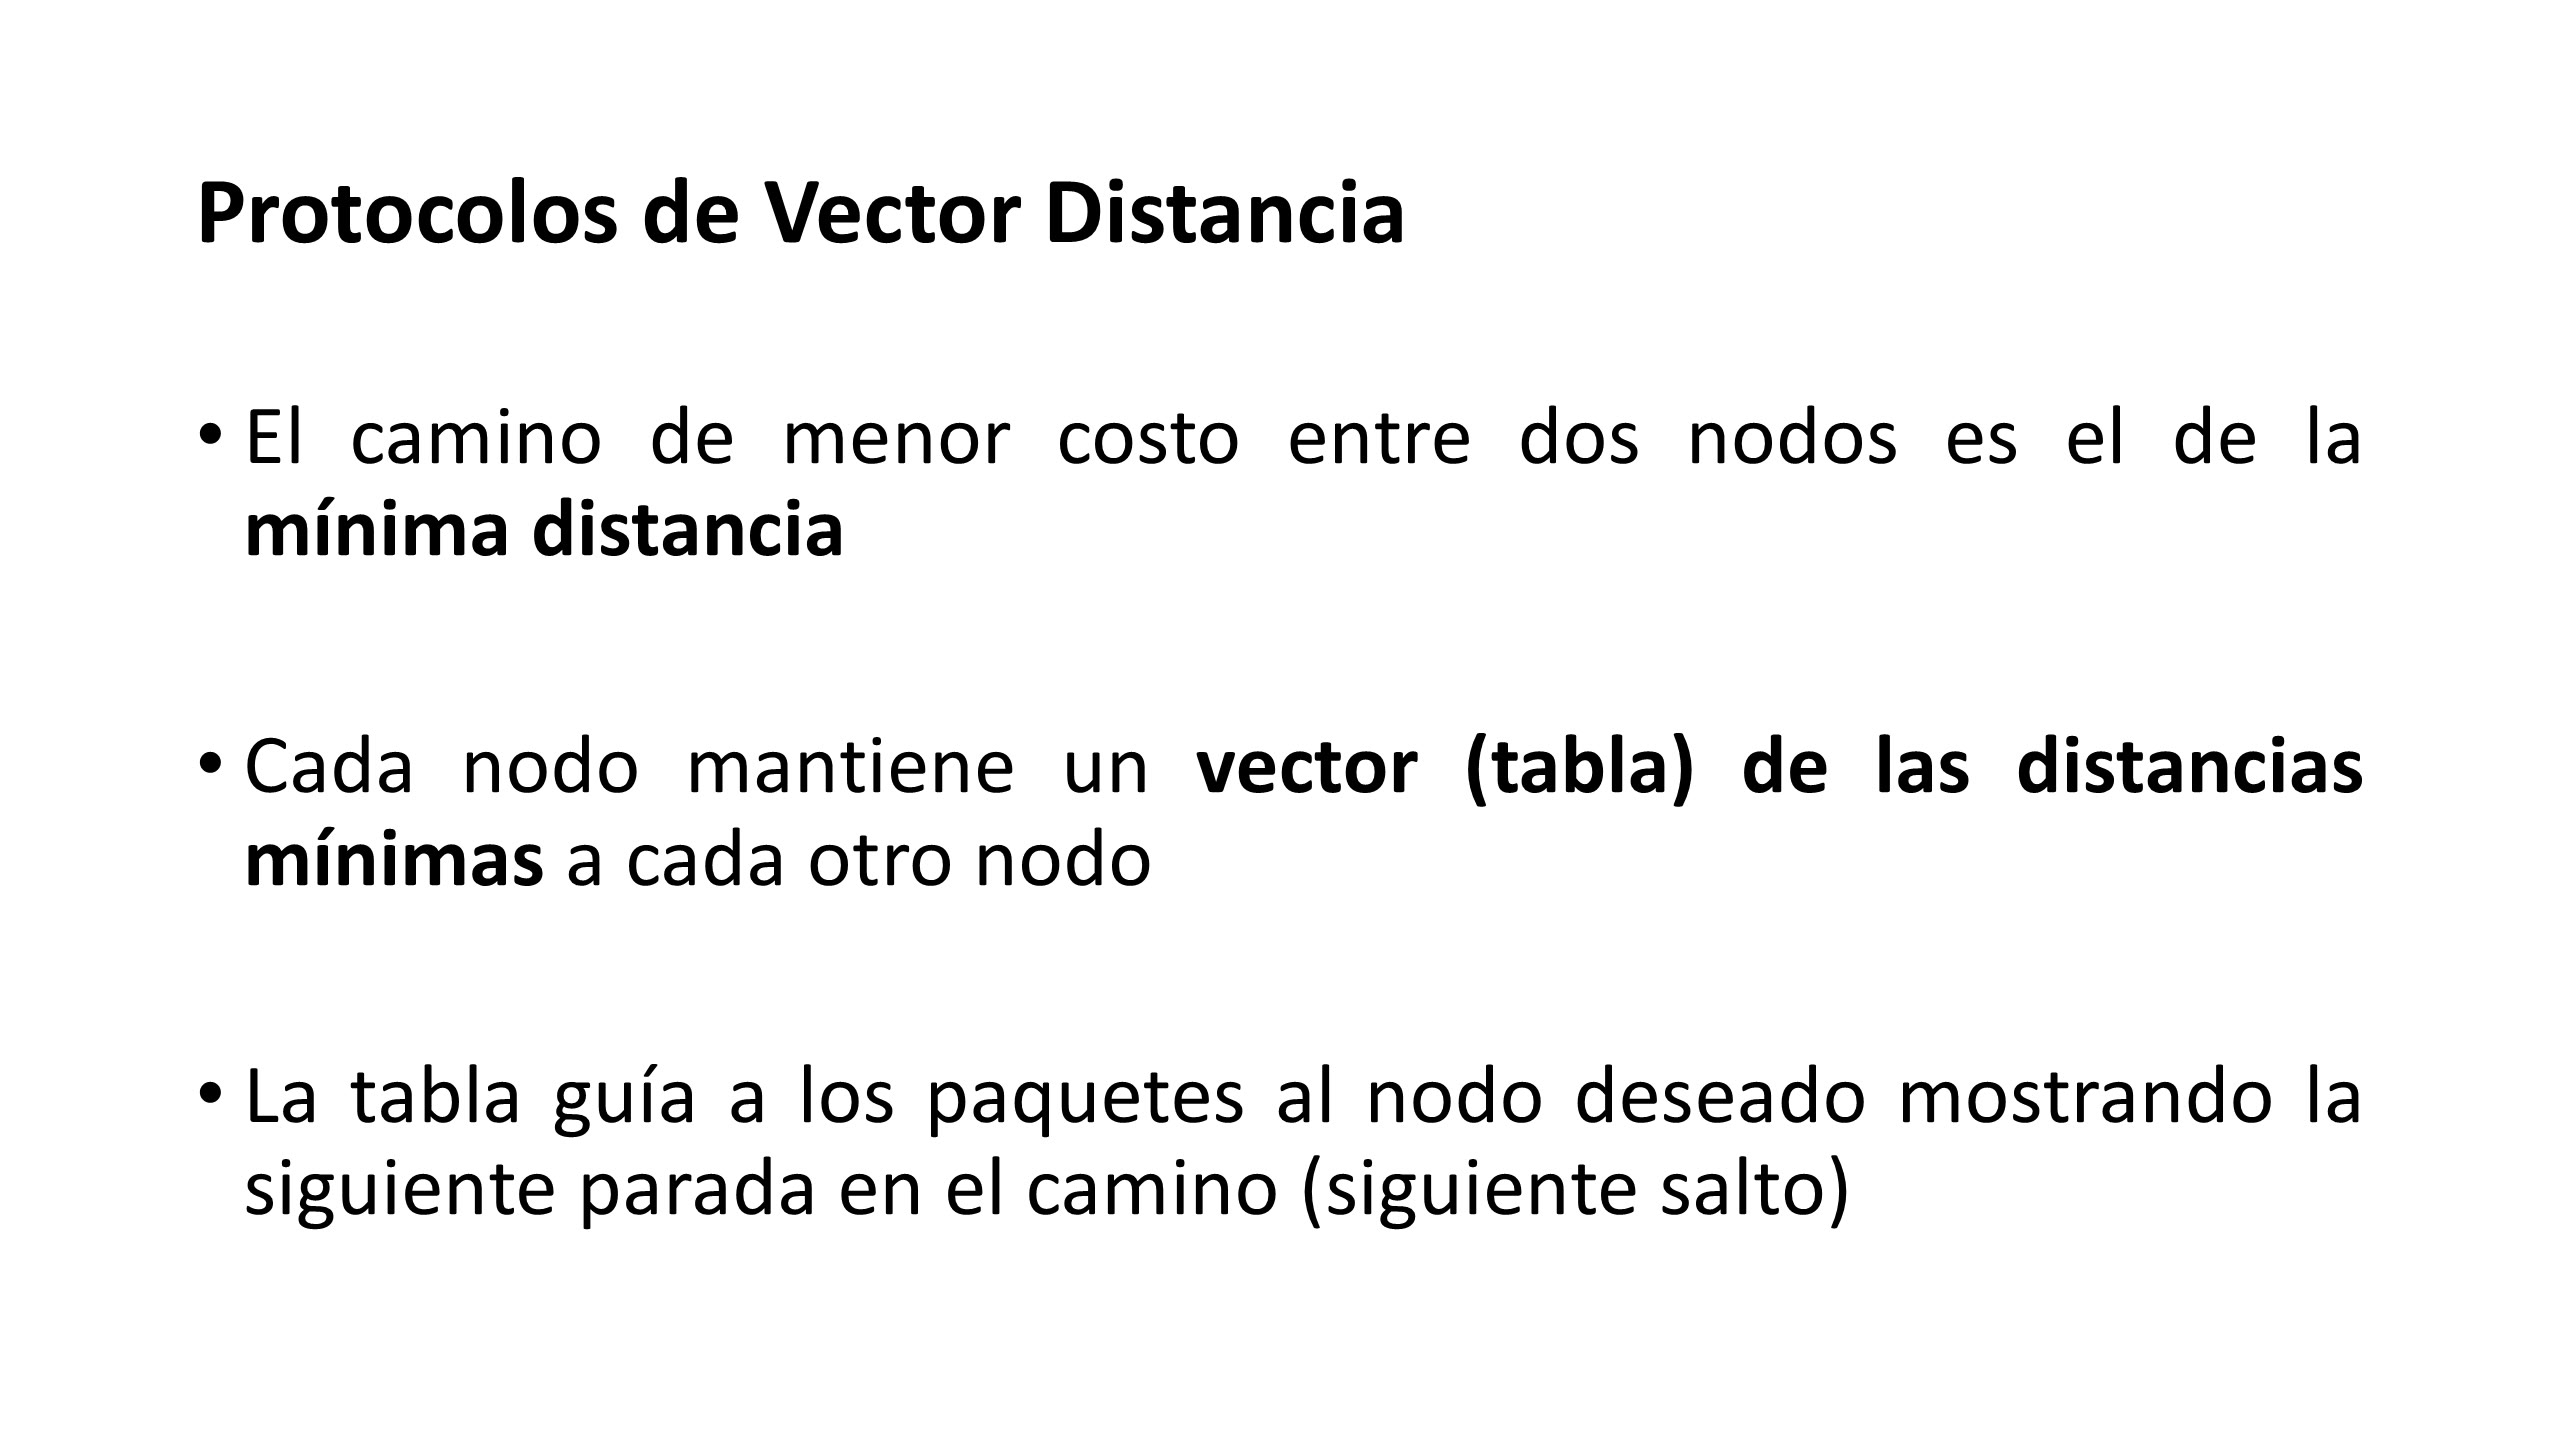 Protocolos de Vector Distancia
• El camino de menor costo entre dos nodos es el de la
mínima distancia
• Cada nodo mantiene un vector (tabla) de las distancias
mínimas a cada otro nodo
• La tabla guía a los paquetes al nodo deseado mostrando la
siguiente parada en el camino (siguiente salto)